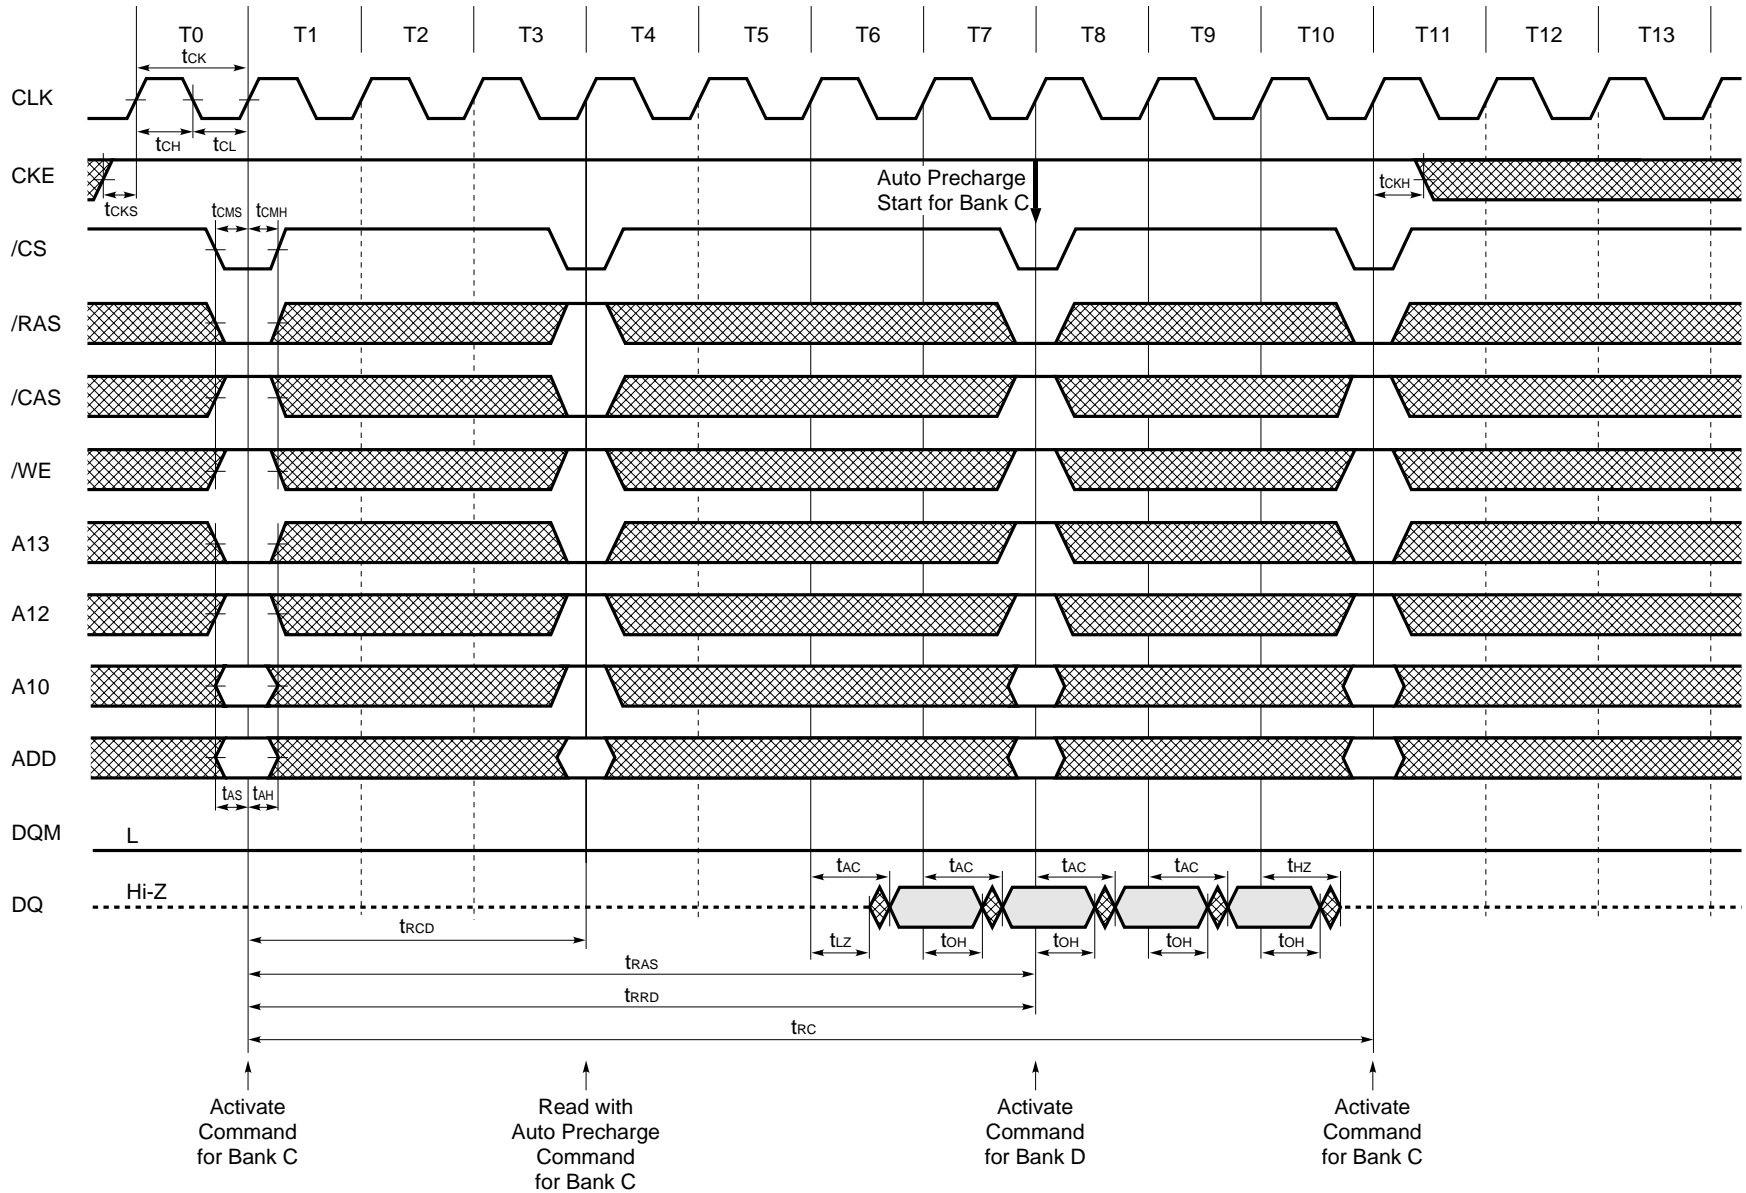 T0 T1 T2 T3 T4 T5 T6 T7 T8 T9 T10 T11 T12 T13
tCK
CLK
tCH tCL
CKE
Auto Precharge
Start for Bank C
tCKH
tCKS
tCMS tCMH
/CS
/RAS
/CAS
/WE
A13
A12
A10
ADD
tAS tAH
DQM
L
tAC tAC tAC tAC tHZ
Hi-Z
DQ
tRCD
tLZ tOH tOH tOH tOH
tRAS
tRRD
tRC
Activate
Command
for Bank C
Read with
Auto Precharge
Command
for Bank C
Activate
Command
for Bank D
Activate
Command
for Bank C